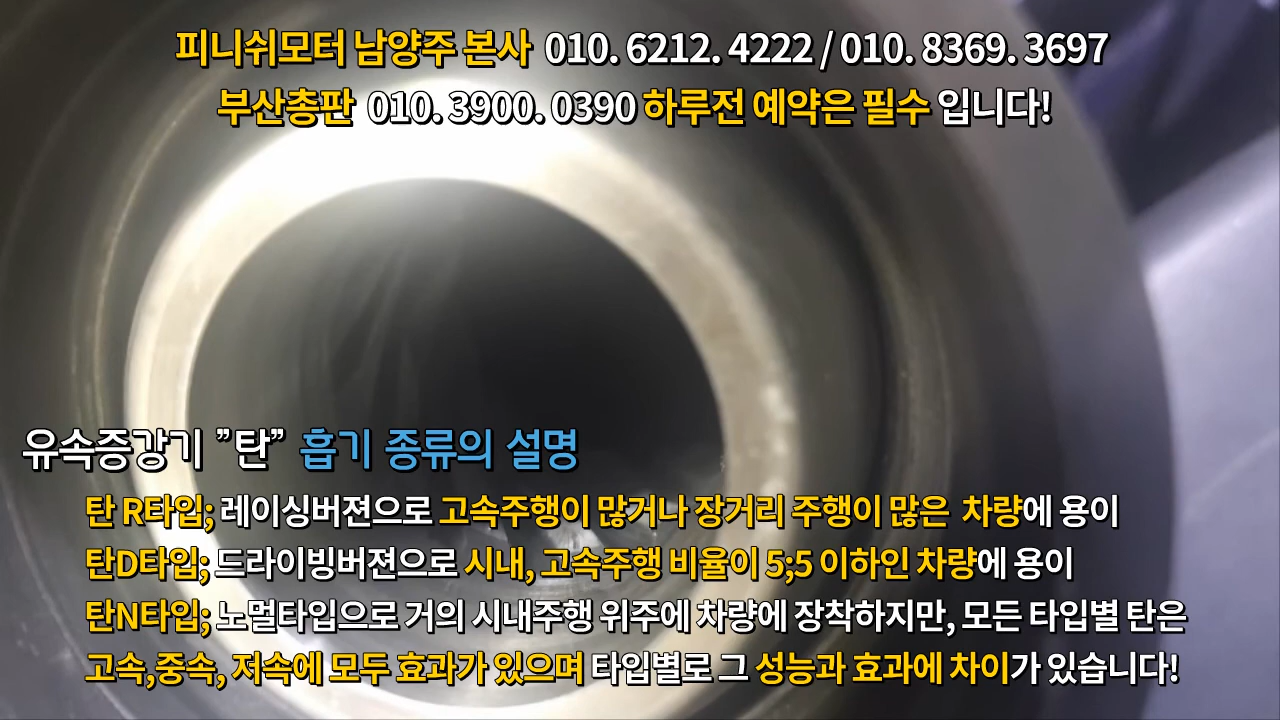 피니쉬모터 남양주 본사 010. 6212. 4222 / 010. 8369. 3697
부산총판 010. 3900. 0390 하루전 예약은 필수 입니다!
유속증강기 "탄" 흡기 종류의 설명
탄 R타입; 레이싱버젼으로 고속주행이 많거나 장거리 주행이 많은 차량에 용이
탄D타입; 드라이빙버젼으로 시내, 고속주행 비율이 5;5 이하인 차량에 용이
탄N타입; 노멀타입으로 거의 시내주행 위주에 차량에 장착하지만, 모든 타입별 탄은
고속,중속, 저속에 모두 효과가 있으며 타입별로 그 성능과 효과에 차이가 있습니다!